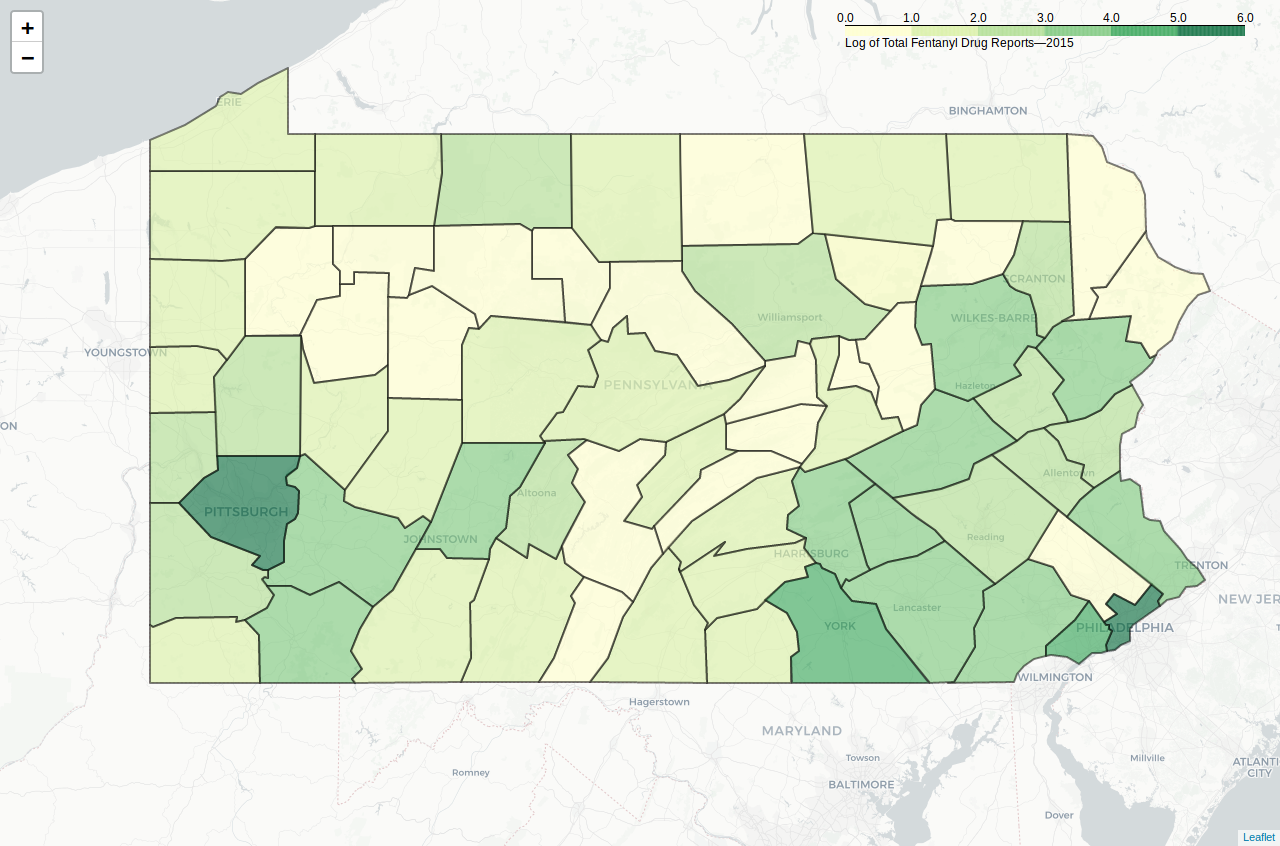 +
−
0.0 1.0 2.0 3.0 4.0 5.0 6.0
Log of Total Fentanyl Drug Reports—2015
ERIE
BINGHAMTON
SCRANTON
Williamsport
WILKES-BARRE
YOUNGSTOWN
PENNSYLVANIA
Hazleton
ON
Allentown
Altoona
PITTSBURGH
JOHNSTOWN
Reading
HARRISBURG
TRENTON
NEW JER
Lancaster
YORK
PHILADELPHIA
T
WILMINGTON
Hagerstown
MARYLAND
Towson
Millville
ATLANTI
CITY
Romney
BALTIMORE
Dover
Leaflet